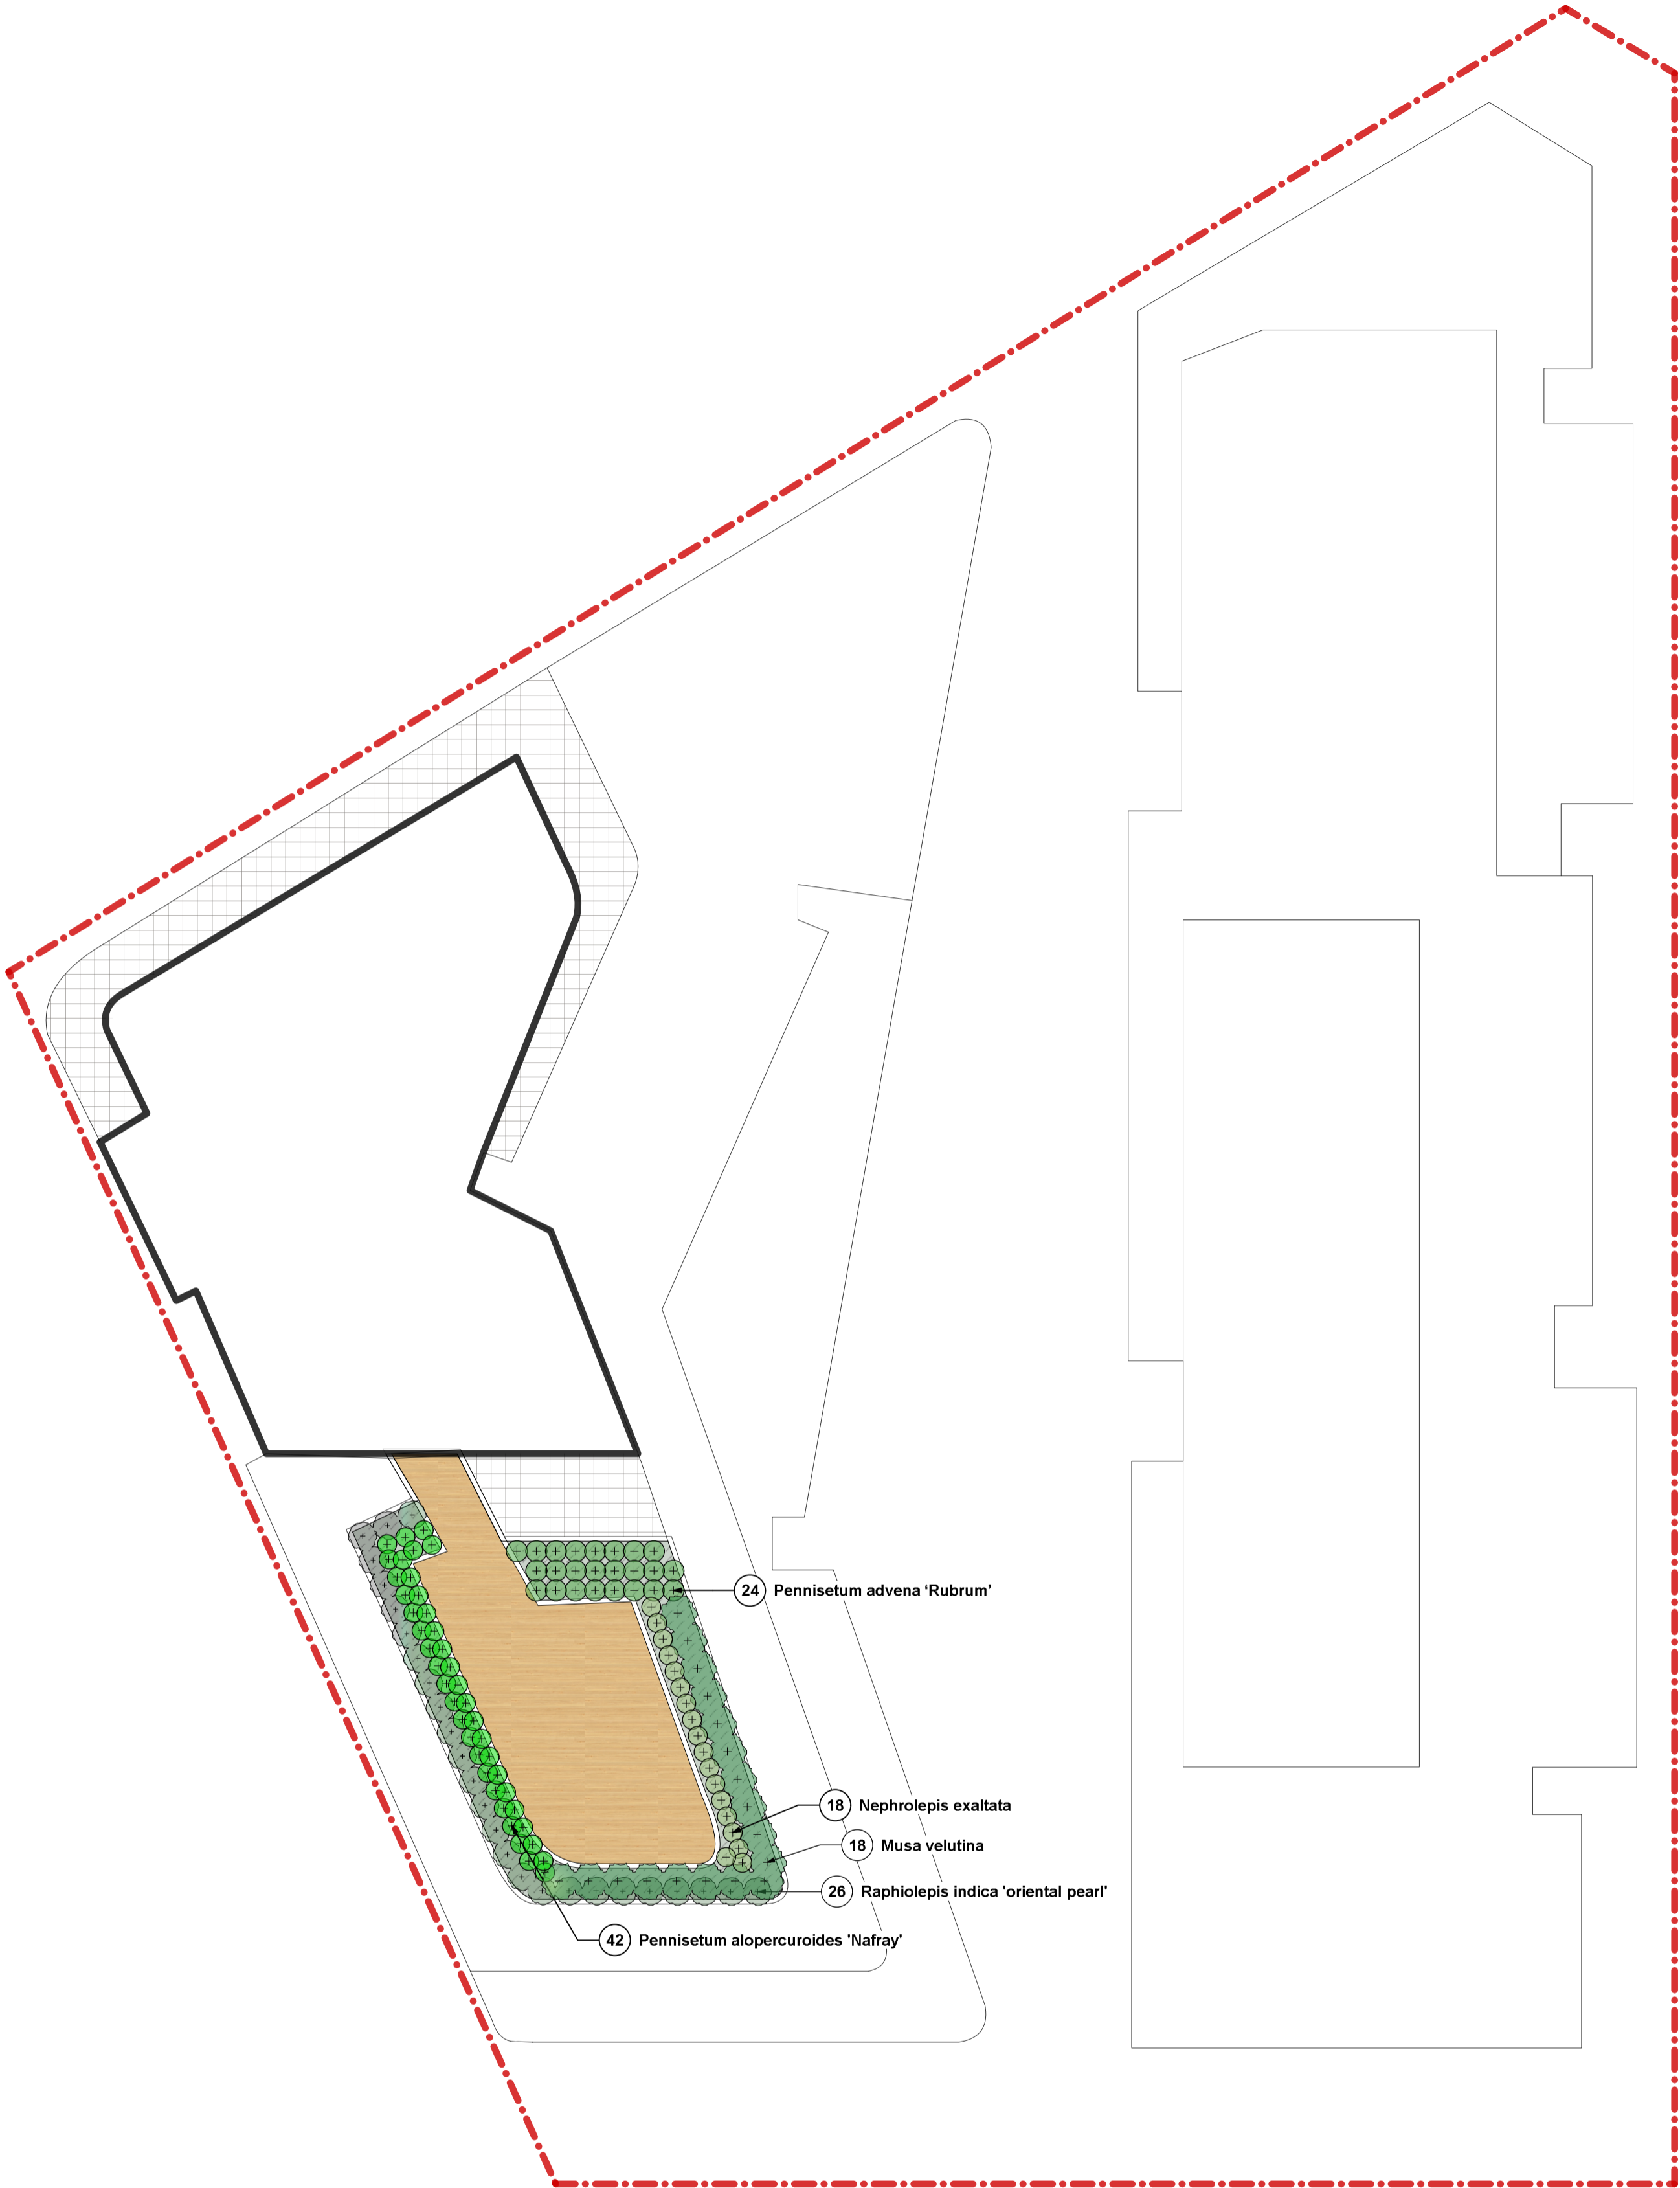 24 Pennisetum advena ‘Rubrum’
18 Nephrolepis exaltata
18 Musa velutina
26 Raphiolepis indica 'oriental pearl'
42 Pennisetum alopercuroides 'Nafray'